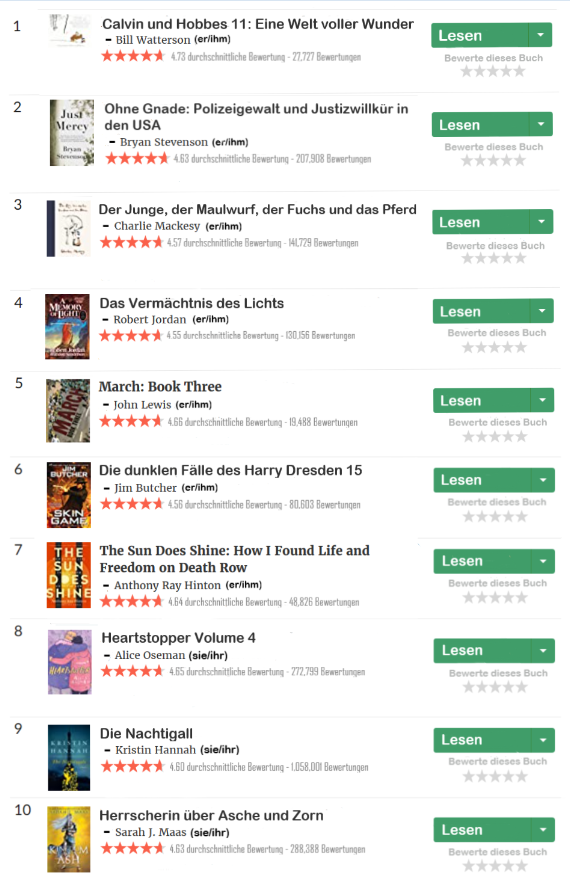 1
Calvin und Hobbes 11: Eine Welt voller Wunder
- Bill Watterson (er/ihm)
4.73 durchschnittliche Bewertung - 27,727 Bewertungen
Lesen
Bewerte dieses Buch
2
Just
Mercy
Bryan
Stevenson
Ohne Gnade: Polizeigewalt und Justizwillkür in
den USA
- Bryan Stevenson (er/ihm)
4.63 durchschnittliche Bewertung - 207,908 Bewertungen
Lesen
Bewerte dieses Buch
3
Der Junge, der Maulwurf, der Fuchs und das Pferd
- Charlie Mackesy (er/ihm)
4.57 durchschnittliche Bewertung - 141,729 Bewertungen
Lesen
Bewerte dieses Buch
4
A
MEMORY
OF LIGHT
Das Vermächtnis des Lichts
- Robert Jordan (er/ihm)
4.55 durchschnittliche Bewertung - 130,156 Bewertungen
Lesen
Bewerte dieses Buch
5
MARCH
March: Book Three
- John Lewis (er/ihm)
4.66 durchschnittliche Bewertung - 19,488 Bewertungen
Lesen
Bewerte dieses Buch
6
JIM
BUTCHER
SKIN
GAME
Die dunklen Fälle des Harry Dresden 15
- Jim Butcher (er/ihm)
4.56 durchschnittliche Bewertung - 80,603 Bewertungen
Lesen
Bewerte dieses Buch
7
THE
SUN
DOES
SHINE
The Sun Does Shine: How I Found Life and
Freedom on Death Row
- Anthony Ray Hinton (er/ihm)
4.64 durchschnittliche Bewertung - 48,826 Bewertungen
Lesen
Bewerte dieses Buch
8
HEARTSTOPPER
Heartstopper Volume 4
- Alice Oseman (sie/ihr)
4.65 durchschnittliche Bewertung - 272,799 Bewertungen
Lesen
Bewerte dieses Buch
9
KRISTIN
HANNAH
Die Nachtigall
- Kristin Hannah (sie/ihr)
4.60 durchschnittliche Bewertung - 1,058,001 Bewertungen
Lesen
Bewerte dieses Buch
10
ASH
Herrscherin über Asche und Zorn
- Sarah J. Maas (sie/ihr)
4.63 durchschnittliche Bewertung - 288,388 Bewertungen
Lesen
Bewerte dieses Buch